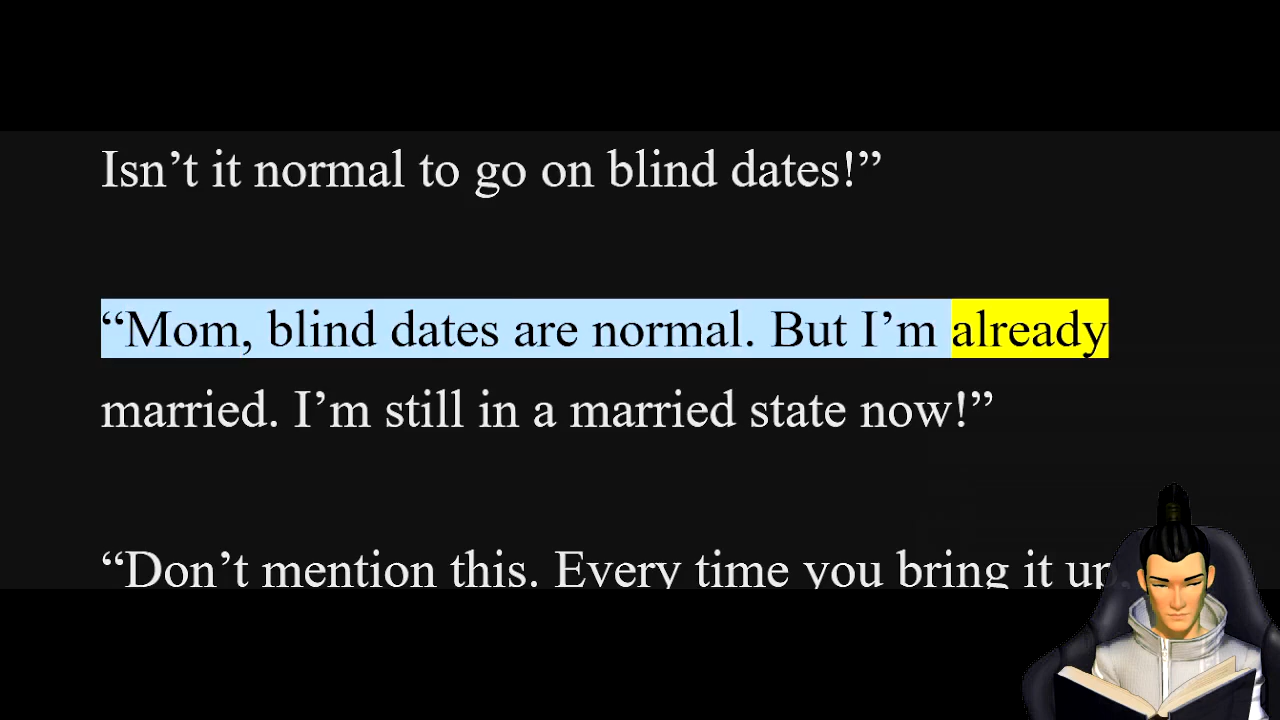 Isn’t it normal to go on blind dates!”
“Mom, blind dates are normal. But I’m already
married. I’m still in a married state now!”
“Don’t mention this. Every time you bring it up,